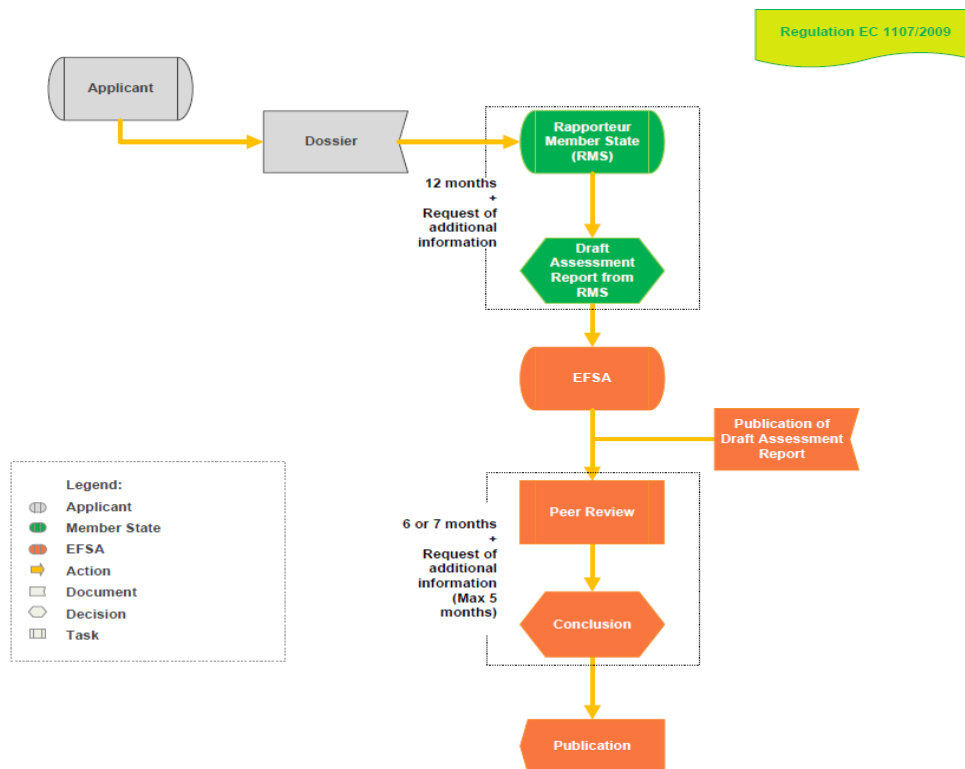 Regulation EC 1107/2009
Applicant
Dossier
Rapporteur
Member State
(RMS)
12 months
+
Request of
additional
information
Draft
Assessment
Report from
RMS
EFSA
Publication of
Draft Assessment
Report
Peer Review
6 or 7 months
+
Request of
additional
information
(Max 5
months)
Conclusion
Publication
Legend:
Applicant
Member State
EFSA
Action
Document
Decision
Task